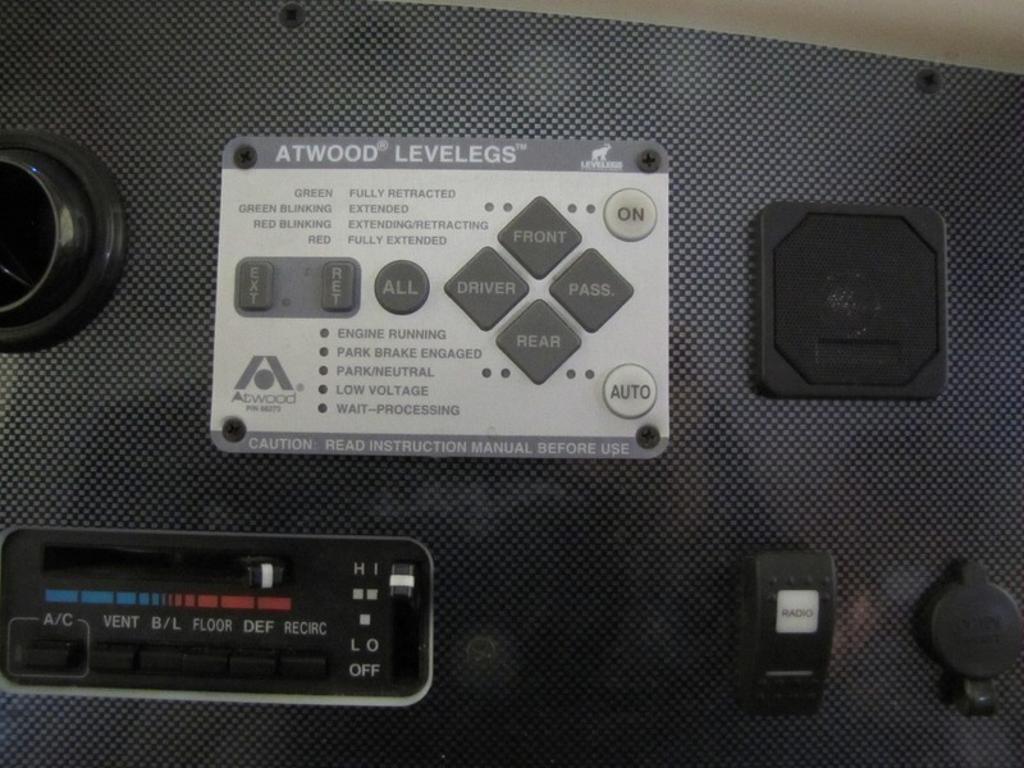 ATWOOD® LEVELEGS™
LEVELEGS
GREEN FULLY RETRACTED
GREEN BLINKING EXTENDED
RED BLINKING EXTENDING/RETRACTING
RED FULLY EXTENDED
ON
FRONT
EXT
RET
ALL
DRIVER
PASS.
REAR
ENGINE RUNNING
PARK BRAKE ENGAGED
PARK/NEUTRAL
LOW VOLTAGE
WAIT-PROCESSING
AUTO
Atwood®
CAUTION: READ INSTRUCTION MANUAL BEFORE USE
HI
LO
OFF
A/C VENT B/L FLOOR DEF RECIRC
RADIO